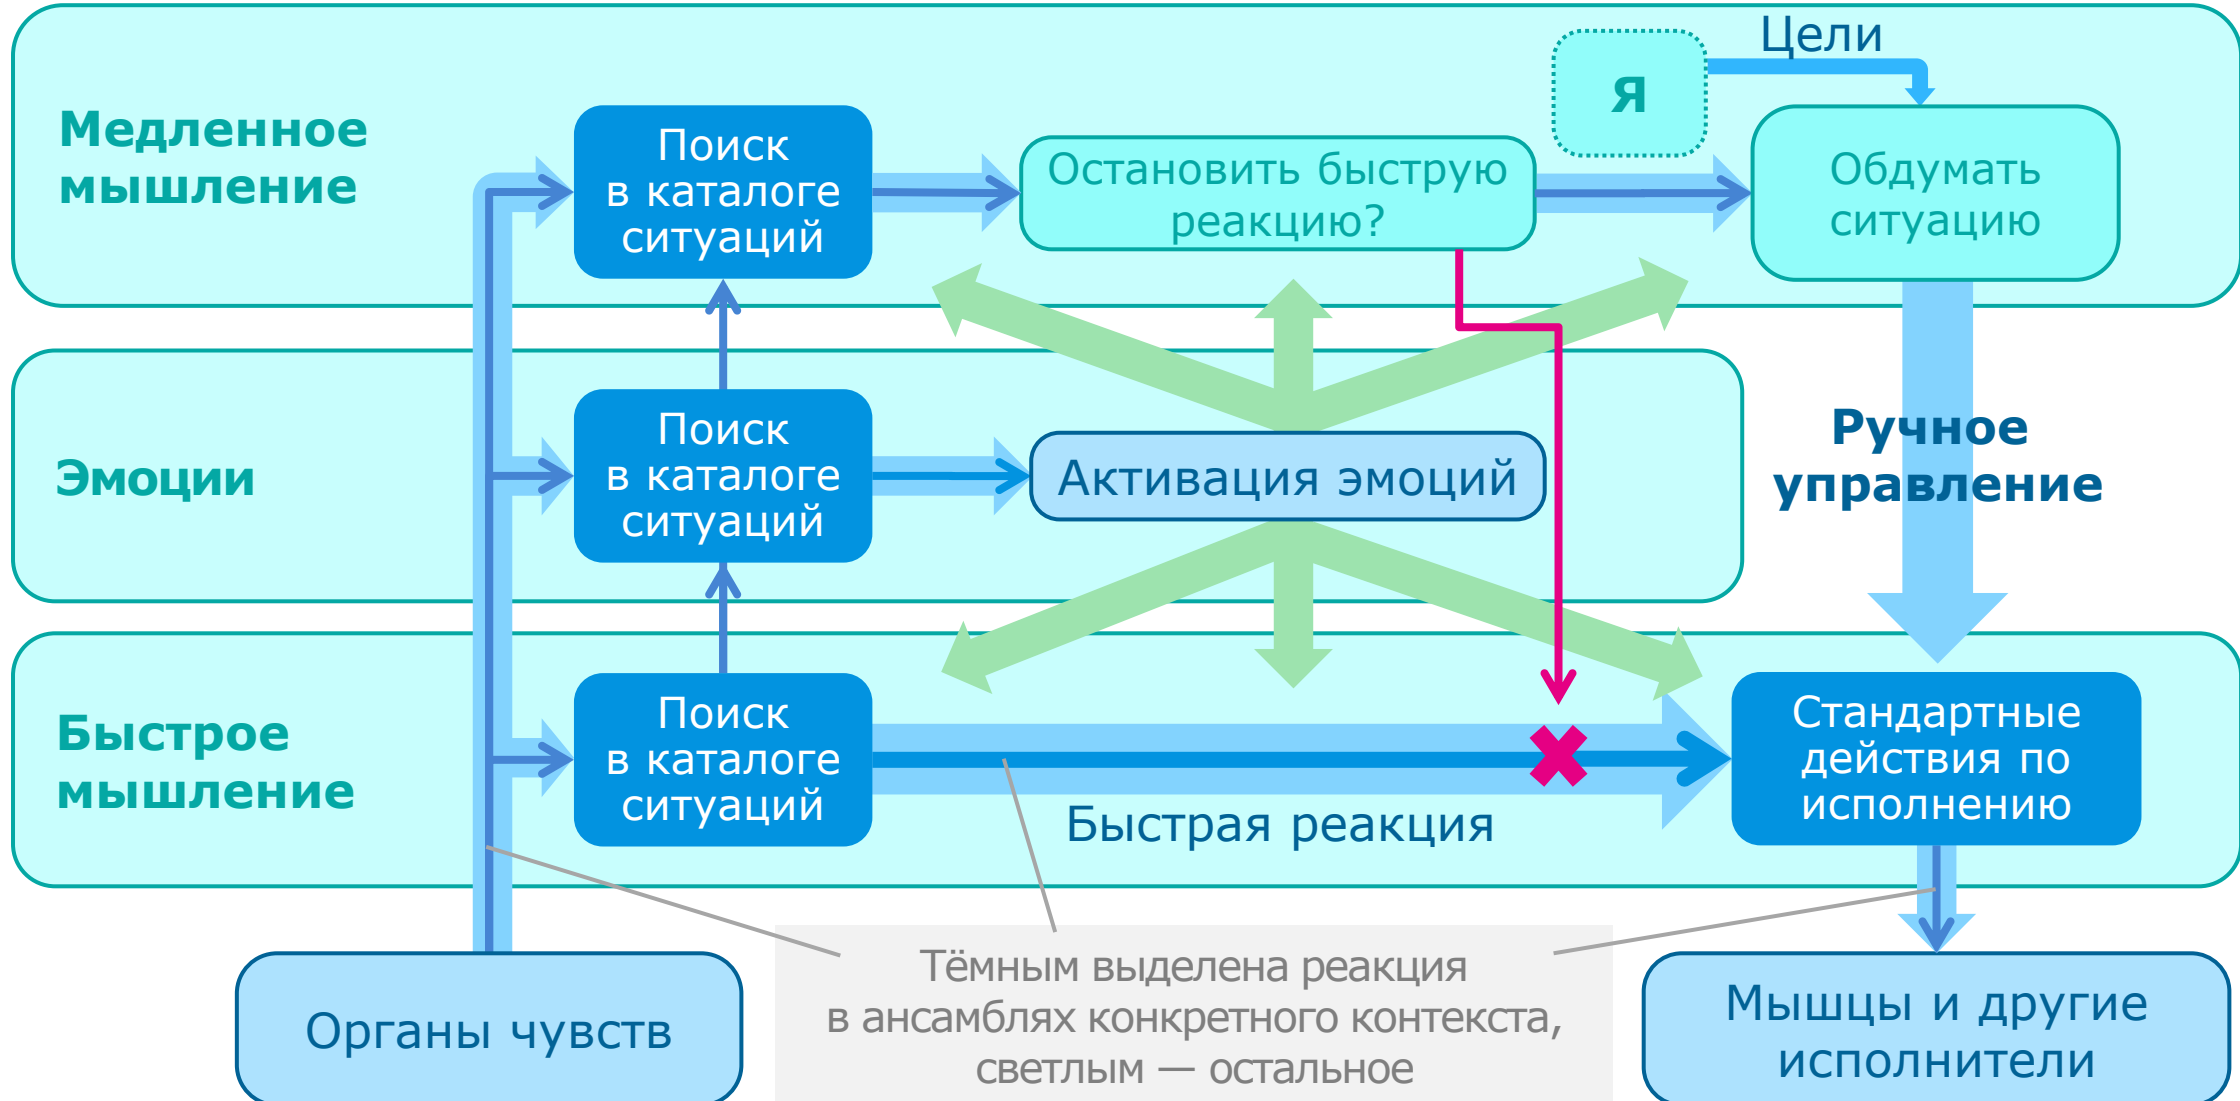 Цели
Я
Медленное
мышление
Поиск
в каталоге
ситуаций
Остановить быструю
реакцию?
Обдумать
ситуацию
Эмоции
Поиск
в каталоге
ситуаций
Активация эмоций
Ручное
управление
Быстрое
мышление
Поиск
в каталоге
ситуаций
Быстрая реакция
Стандартные
действия по
исполнению
Органы чувств
Тёмным выделена реакция
в ансамблях конкретного контекста,
светлым — остальное
Мышцы и другие
исполнители